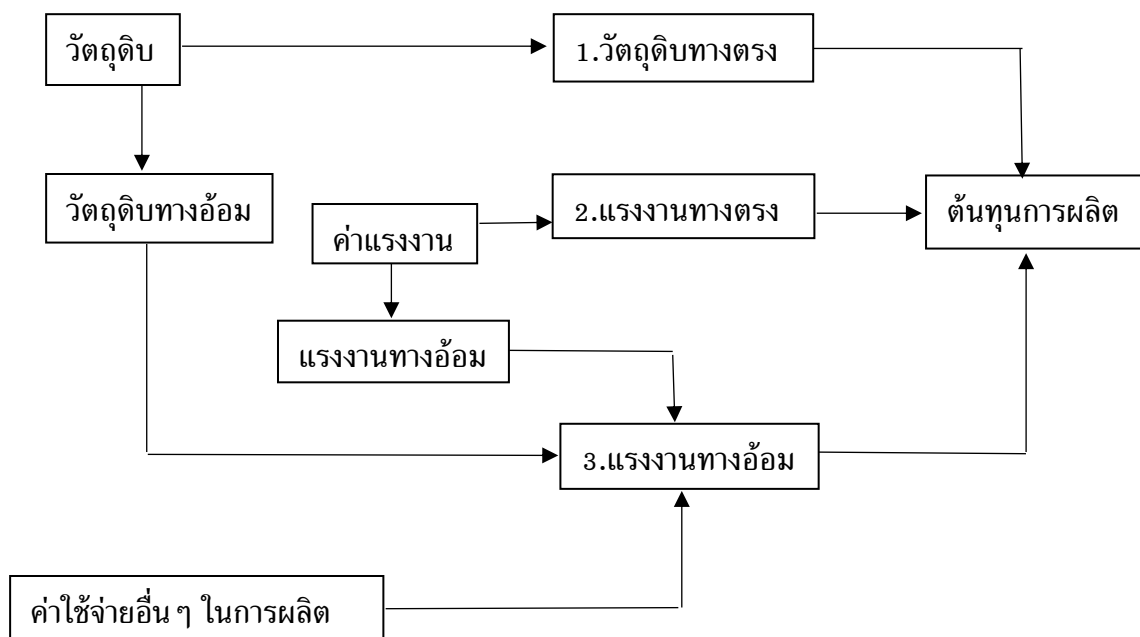 วัตถุดิบ
1.วัตถุดิบทางตรง
วัตถุดิบทางอ้อม
2.แรงงานทางตรง
ต้นทุนการผลิต
ค่าแรงงาน
แรงงานทางอ้อม
3.แรงงานทางอ้อม
ค่าใช้จ่ายอื่นๆ ในการผลิต